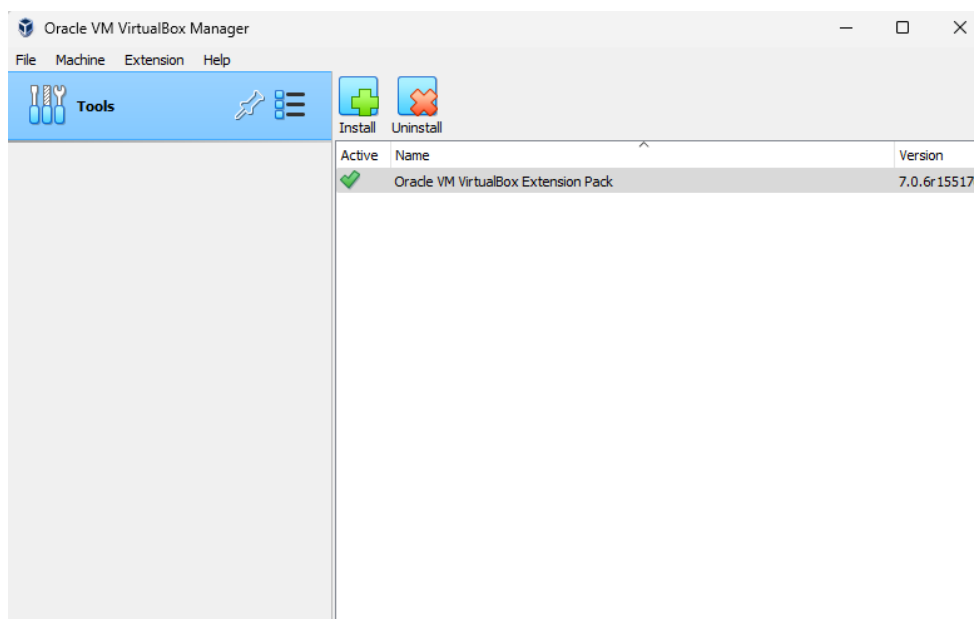 Oracle VM VirtualBox Manager
File Machine Extension Help
Tools
Install Uninstall
Active Name Version
Oracle VM VirtualBox Extension Pack 7.0.6r15517